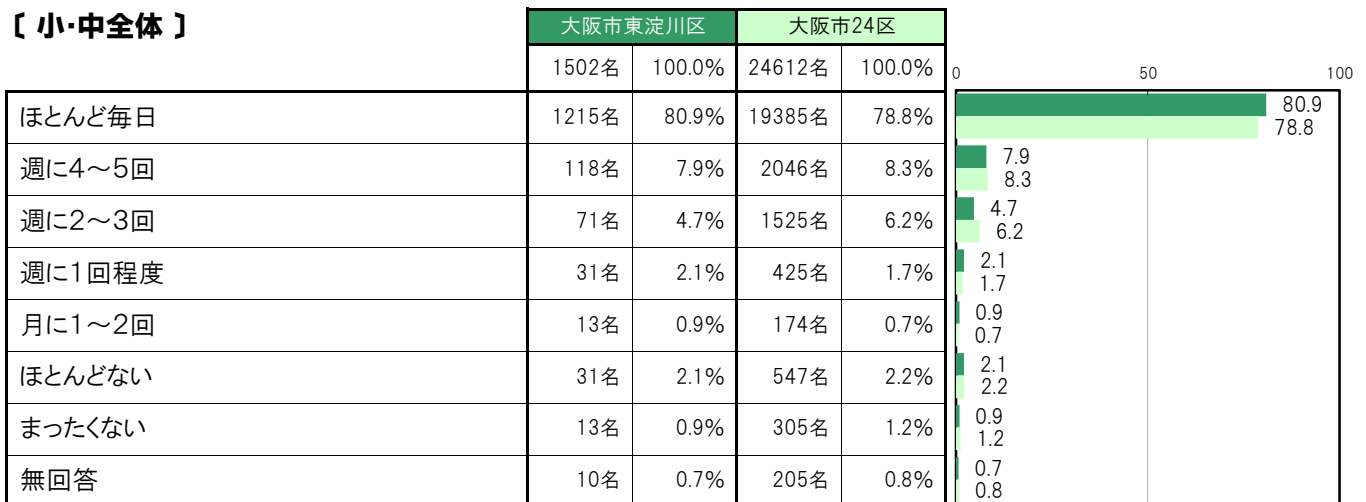 〔 小・中全体 〕
大阪市東淀川区 大阪市24区
1502名 100.0% 24612名 100.0%
0 50 100
ほとんど毎日 1215名 80.9% 19385名 78.8% 80.9
78.8
週に4～5回 118名 7.9% 2046名 8.3% 7.9
8.3
週に2～3回 71名 4.7% 1525名 6.2% 4.7
6.2
週に1回程度 31名 2.1% 425名 1.7% 2.1
1.7
月に1～2回 13名 0.9% 174名 0.7% 0.9
0.7
ほとんどない 31名 2.1% 547名 2.2% 2.1
2.2
まったくない 13名 0.9% 305名 1.2% 0.9
1.2
無回答 10名 0.7% 205名 0.8% 0.7
0.8